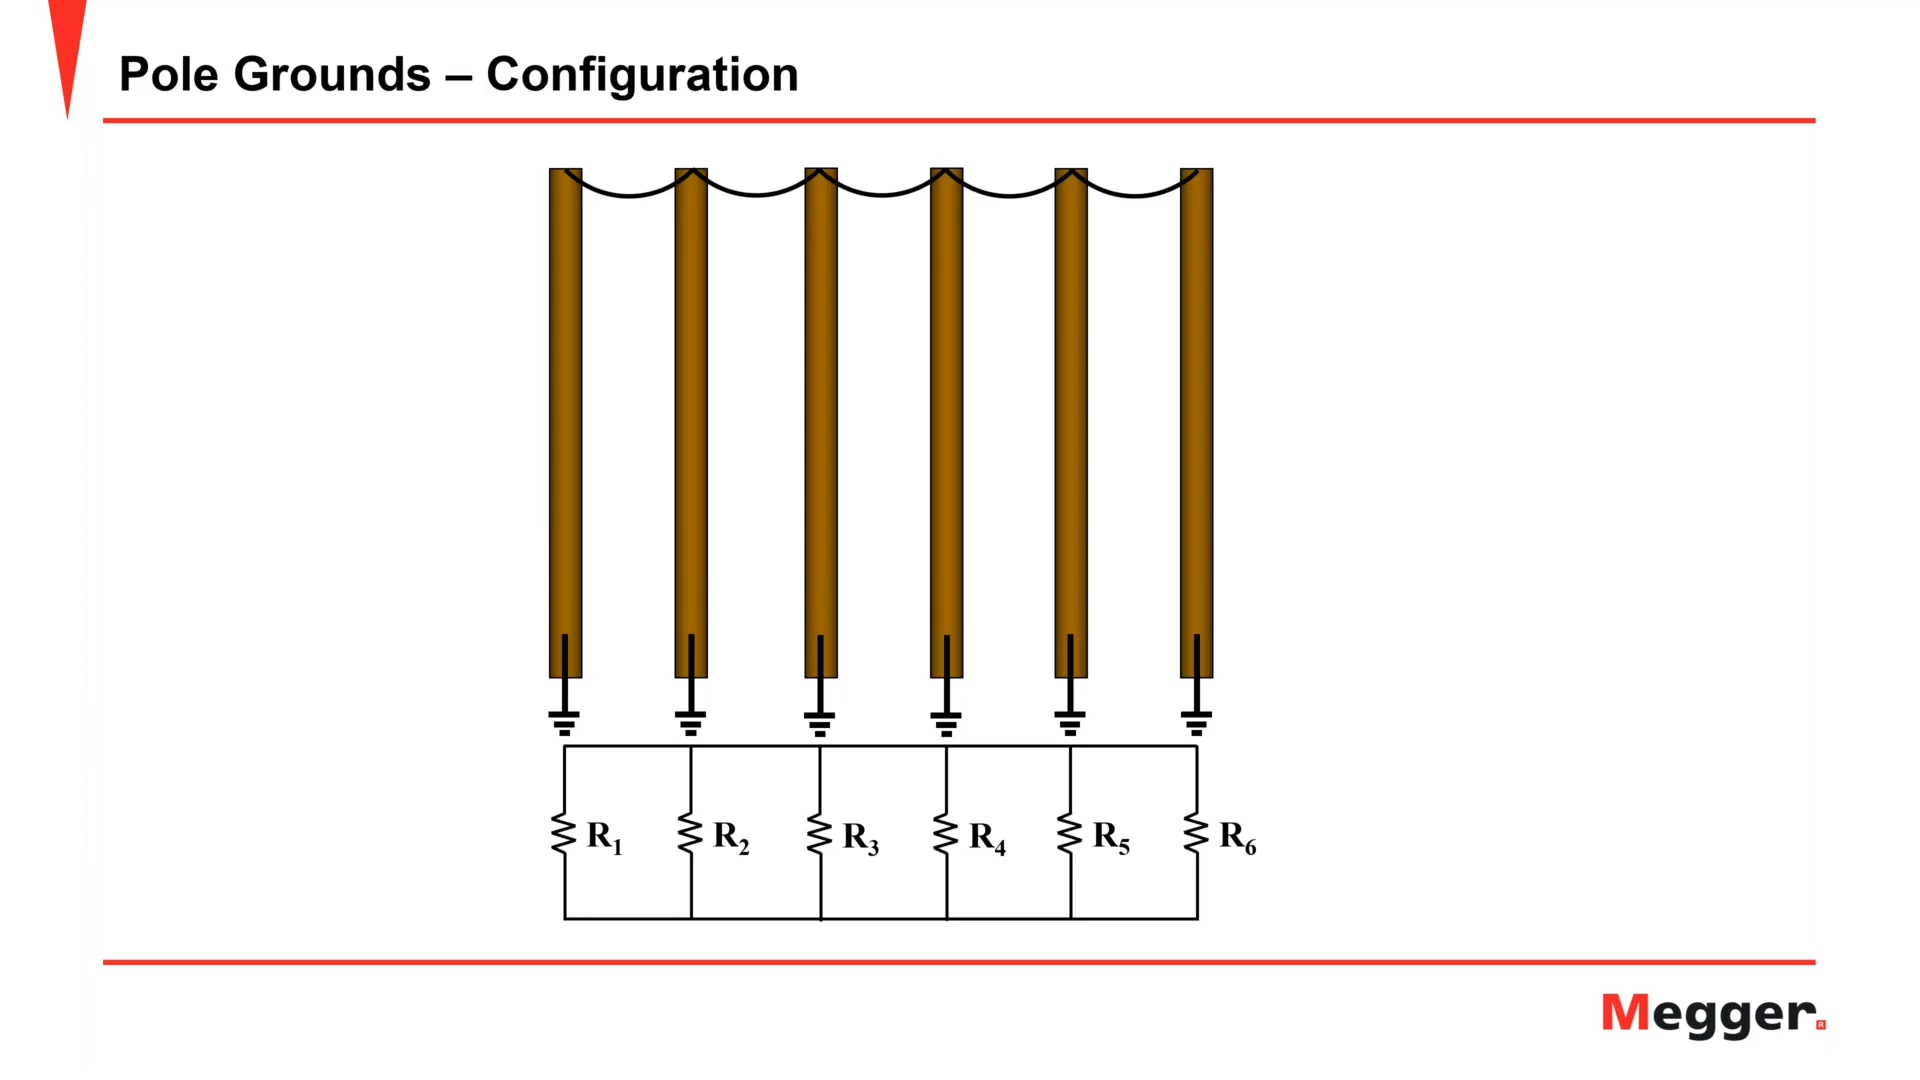 Pole Grounds – Configuration
R₁ R₂ R₃ R₄ R₅ R₆
Megger®